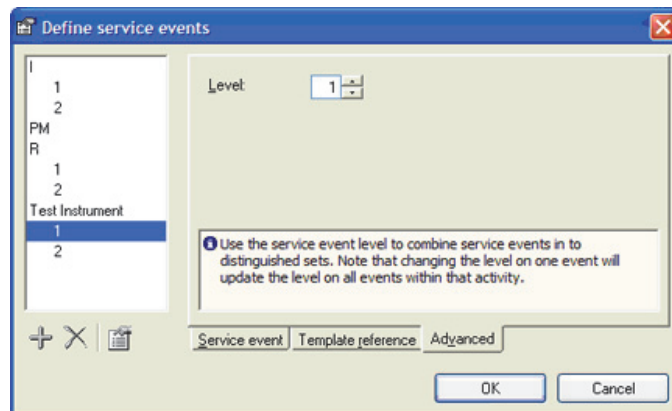 Define service events
I
1
2
PM
R
1
2
Test Instrument
1
2
Level:
1
Use the service event level to combine service events in to
distinguished sets. Note that changing the level on one event will
update the level on all events within that activity.
Service event Template reference Advanced
OK Cancel